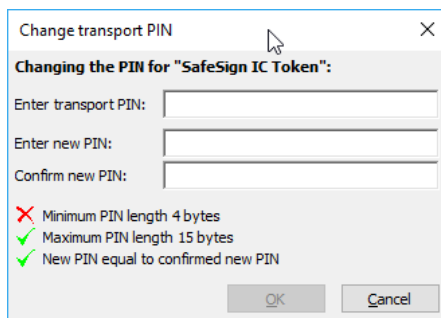 Change transport PIN
Changing the PIN for "SafeSign IC Token":
Enter transport PIN:
Enter new PIN:
Confirm new PIN:
Minimum PIN length 4 bytes
Maximum PIN length 15 bytes
New PIN equal to confirmed new PIN
OK Cancel